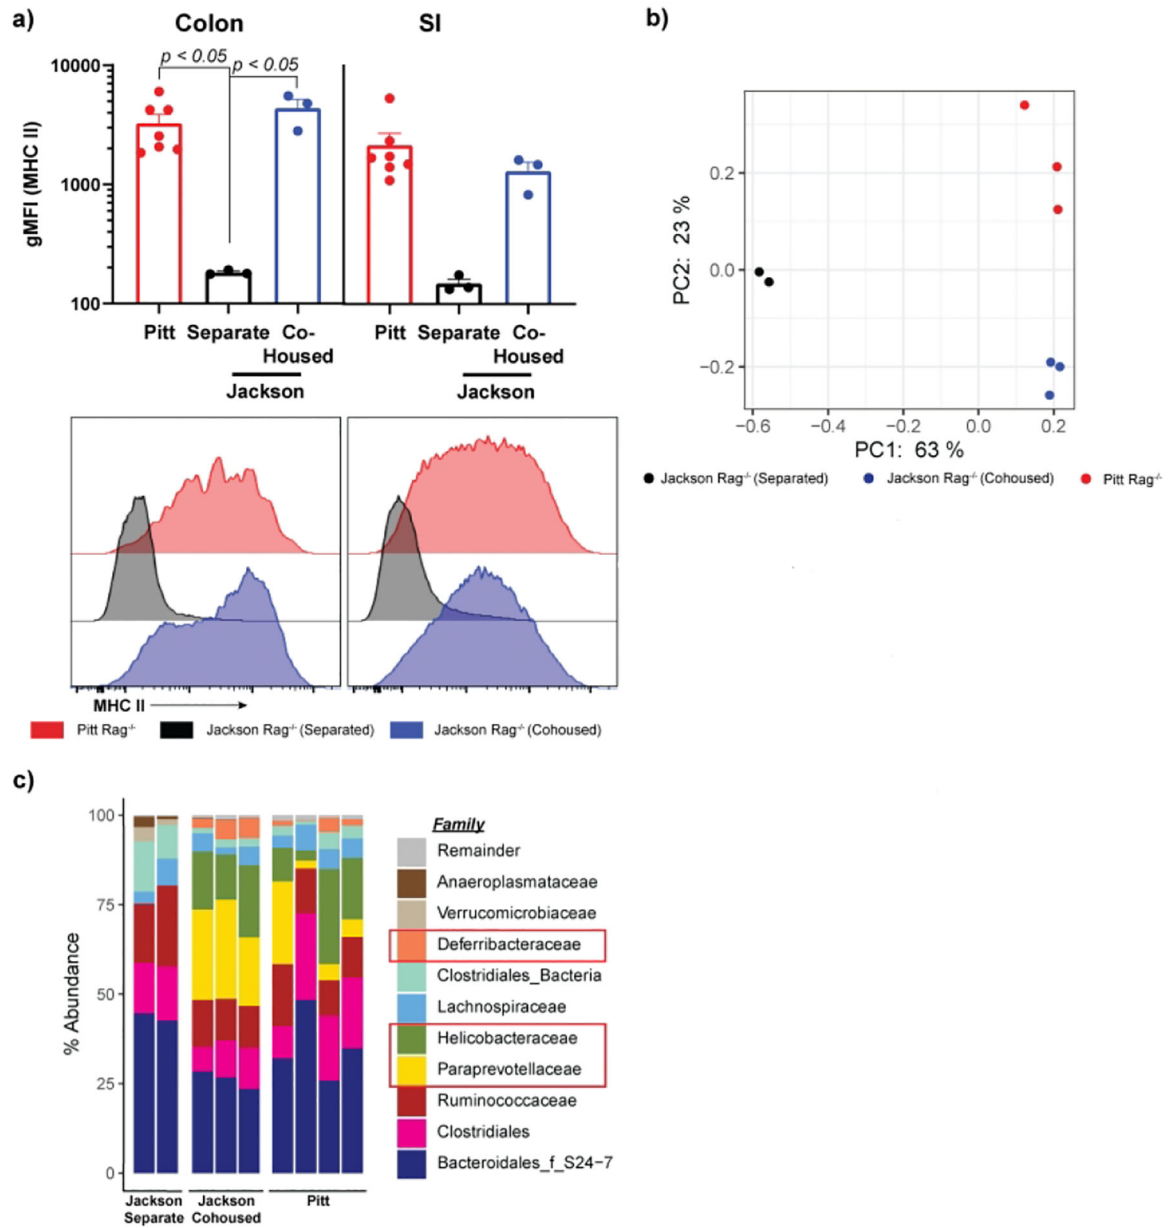 a)
Colon
SI
p < 0.05
p < 0.05
gMFI (MHC II)
10000
1000
100
Pitt Separate Co-
Housed
Jackson
Pitt Separate Co-
Housed
Jackson
MHC II
Pitt Rag-/-
Jackson Rag-/- (Separated)
Jackson Rag-/- (Cohoused)
b)
PC2: 23 %
0.2
0.0
−0.2
−0.6 −0.4 −0.2 0.0 0.2
PC1: 63 %
Jackson Rag-/- (Separated)
Jackson Rag-/- (Cohoused)
Pitt Rag-/-
c)
% Abundance
100
75
50
25
0
Jackson
Separate
Jackson
Cohoused
Pitt
Family
Remainder
Anaeroplasmataceae
Verrucomicrobiaceae
Deferribacteraceae
Clostridiales_Bacteria
Lachnospiraceae
Helicobacteraceae
Paraprevotellaceae
Ruminococcaceae
Clostridiales
Bacteroidales_f_S24−7